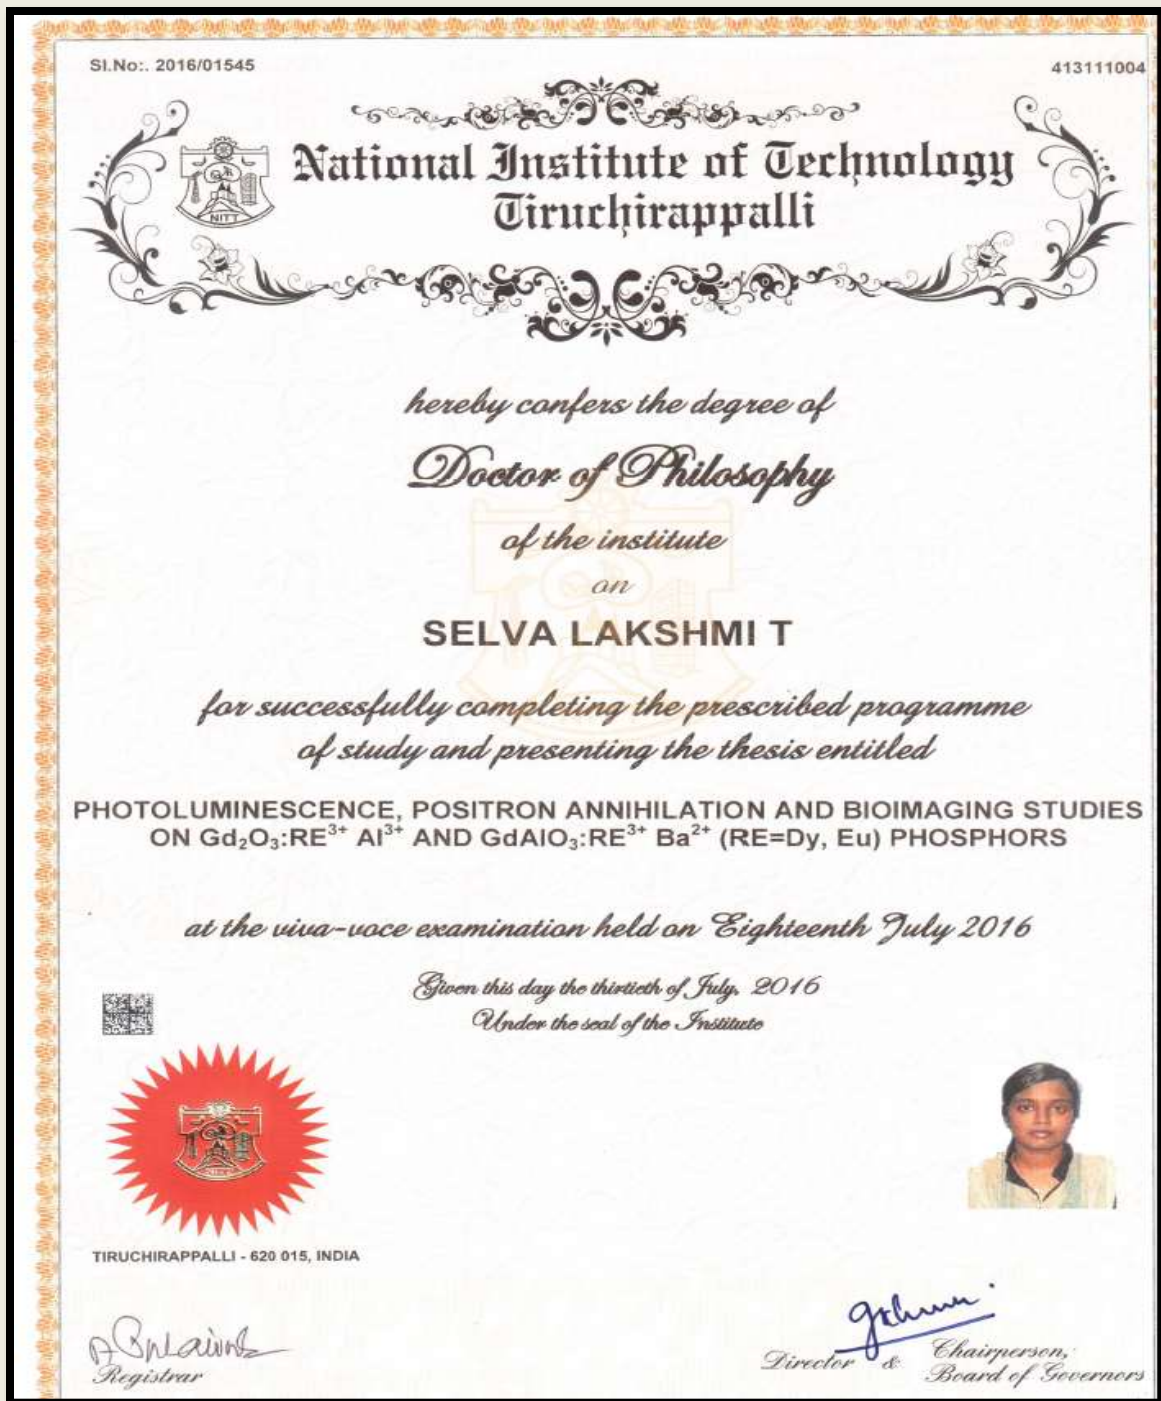 Sl.No:. 2016/01545
413111004
NITT
National Institute of Technology
Tiruchirappalli
hereby confers the degree of
Doctor of Philosophy
of the institute
on
SELVA LAKSHMI T
for successfully completing the prescribed programme
of study and presenting the thesis entitled
PHOTOLUMINESCENCE, POSITRON ANNIHILATION AND BIOIMAGING STUDIES
ON Gd₂O₃:RE³⁺ Al³⁺ AND GdAlO₃:RE³⁺ Ba²⁺ (RE=Dy, Eu) PHOSPHORS
at the viva-voce examination held on Eighteenth July 2016
Given this day the thirtieth of July, 2016
Under the seal of the Institute
TIRUCHIRAPPALLI - 620 015, INDIA
Registrar
Director & Chairperson,
Board of Governors